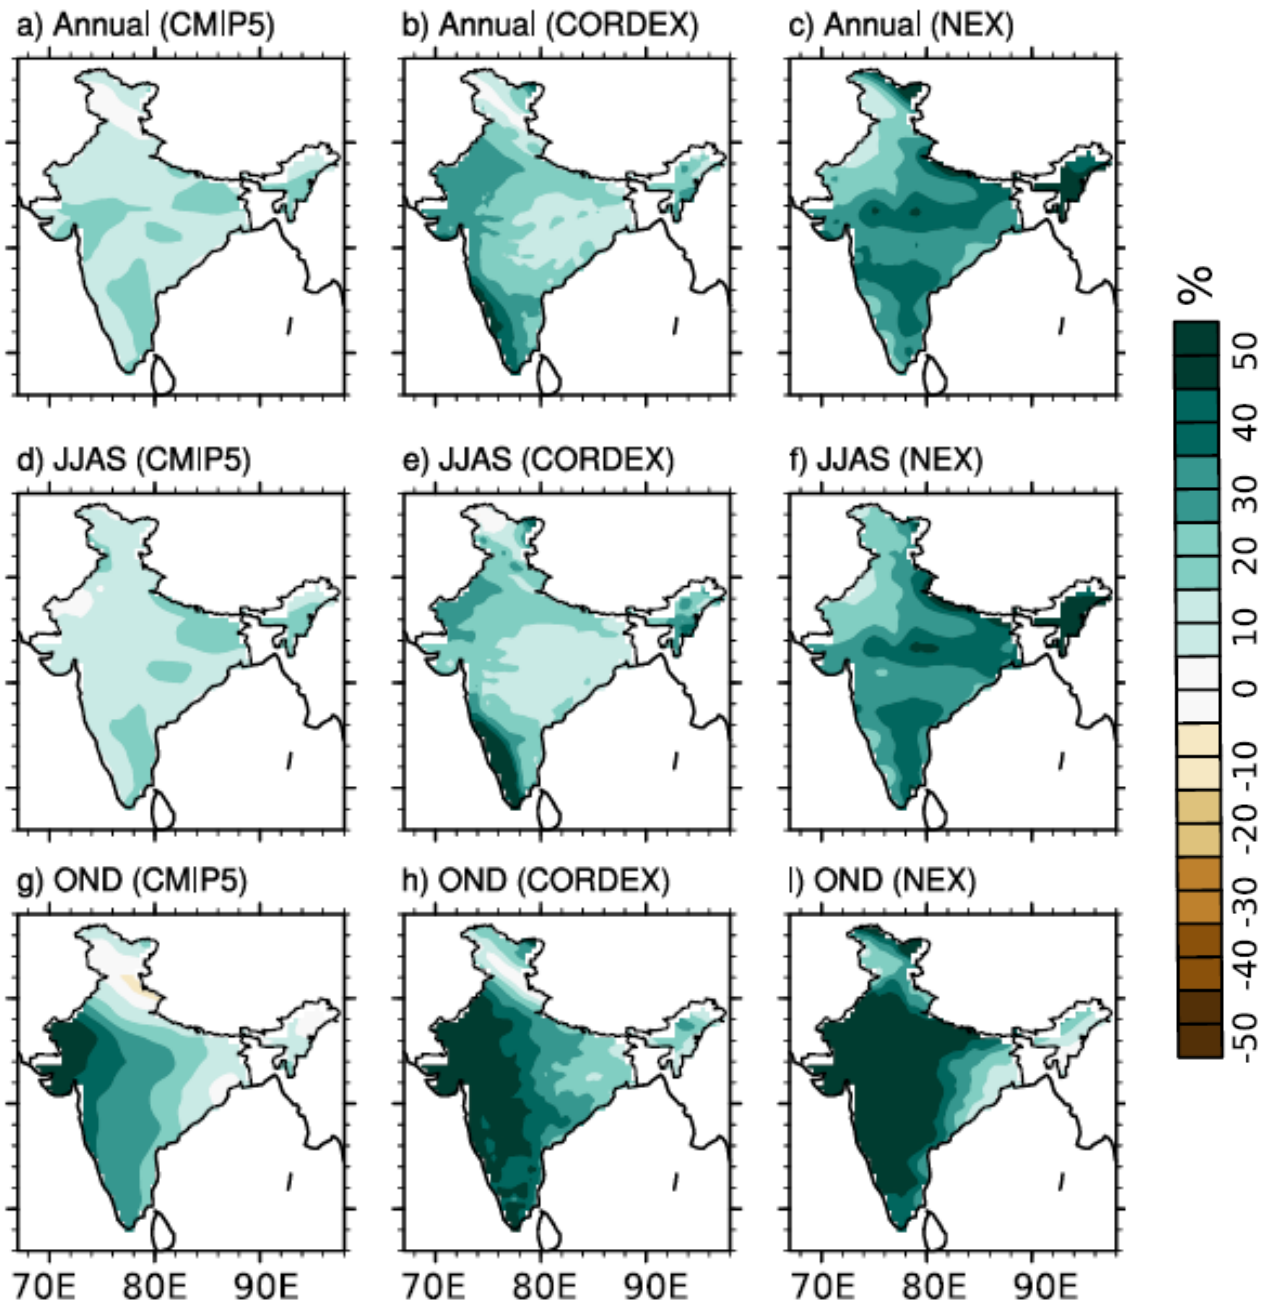 a) Annual (CMIP5)
b) Annual (CORDEX)
c) Annual (NEX)
d) JJAS (CMIP5)
e) JJAS (CORDEX)
f) JJAS (NEX)
g) OND (CMIP5)
h) OND (CORDEX)
I) OND (NEX)
70E 80E 90E
70E 80E 90E
70E 80E 90E
%
50
40
30
20
10
0
-10
-20
-30
-40
-50